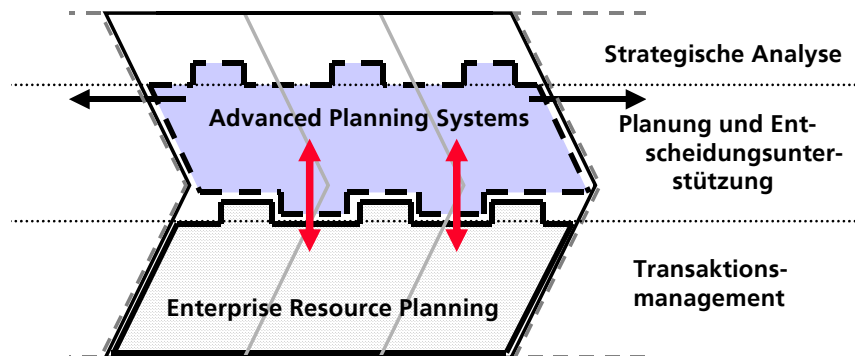 Strategische Analyse
Advanced Planning Systems
Planung und Ent-
scheidungsunter-
stützung
Transaktions-
management
Enterprise Resource Planning